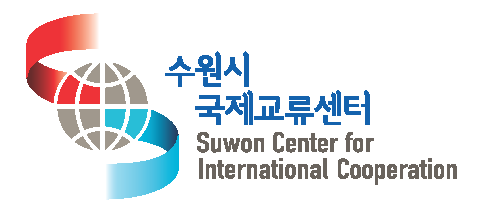 수원시
국제교류센터
Suwon Center for
International Cooperation